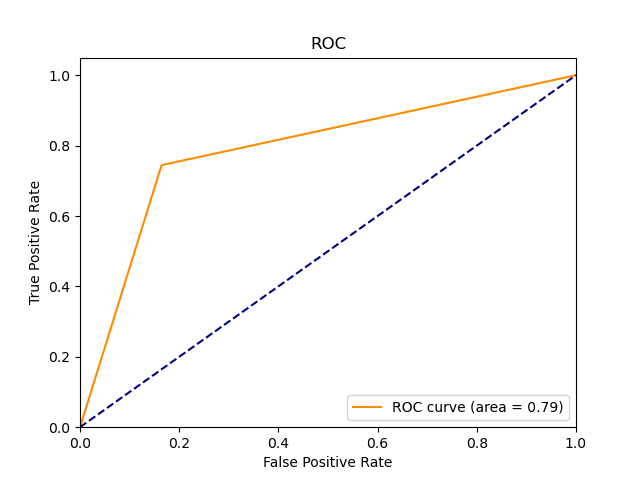 ROC
True Positive Rate
1.0
0.8
0.6
0.4
0.2
0.0
ROC curve (area = 0.79)
0.0 0.2 0.4 0.6 0.8 1.0
False Positive Rate